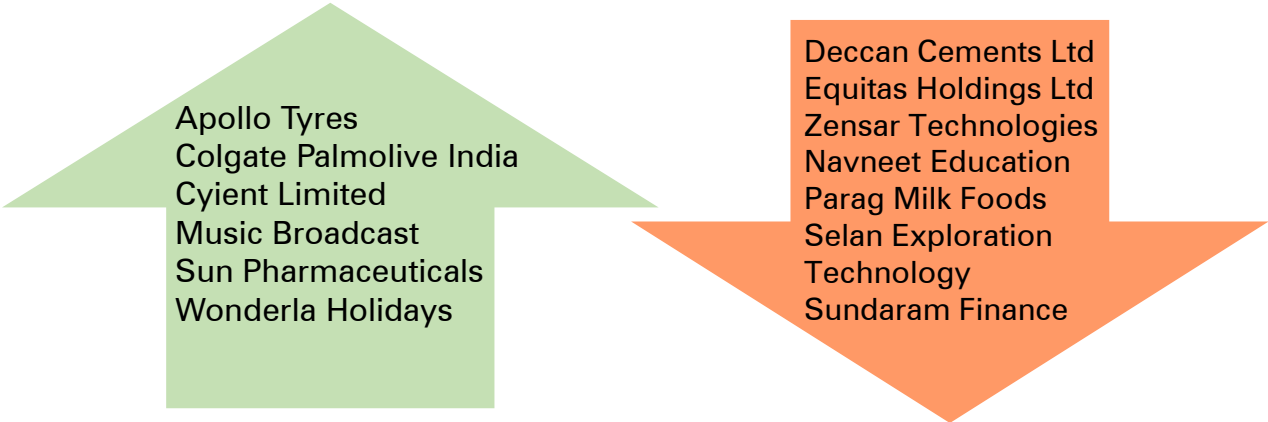 Apollo Tyres
Colgate Palmolive India
Cyient Limited
Music Broadcast
Sun Pharmaceuticals
Wonderla Holidays
Deccan Cements Ltd
Equitas Holdings Ltd
Zensar Technologies
Navneet Education
Parag Milk Foods
Selan Exploration
Technology
Sundaram Finance